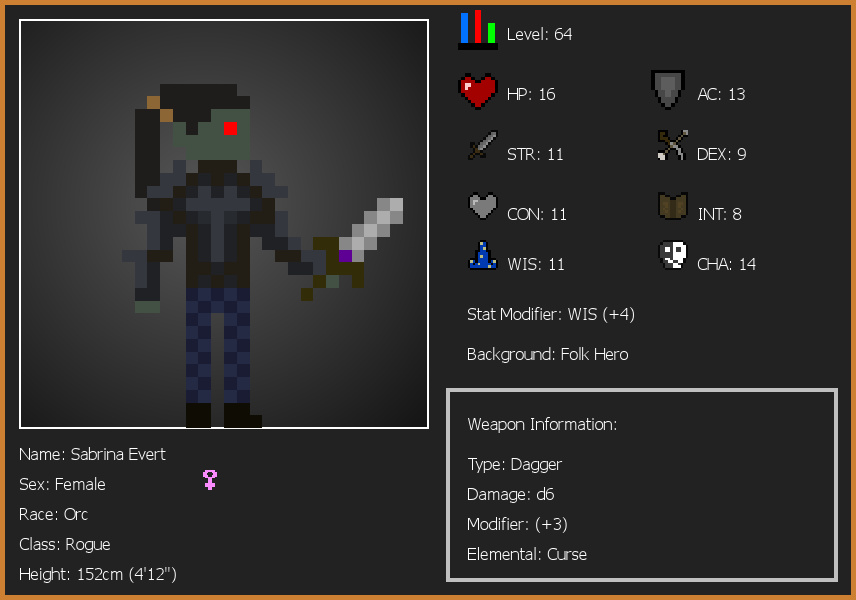 Level: 64
HP: 16
AC: 13
STR: 11
DEX: 9
CON: 11
INT: 8
WIS: 11
CHA: 14
Stat Modifier: WIS (+4)
Background: Folk Hero
Weapon Information:
Type: Dagger
Damage: d6
Modifier: (+3)
Elemental: Curse
Name: Sabrina Evert
Sex: Female
Race: Orc
Class: Rogue
Height: 152cm (4'12")